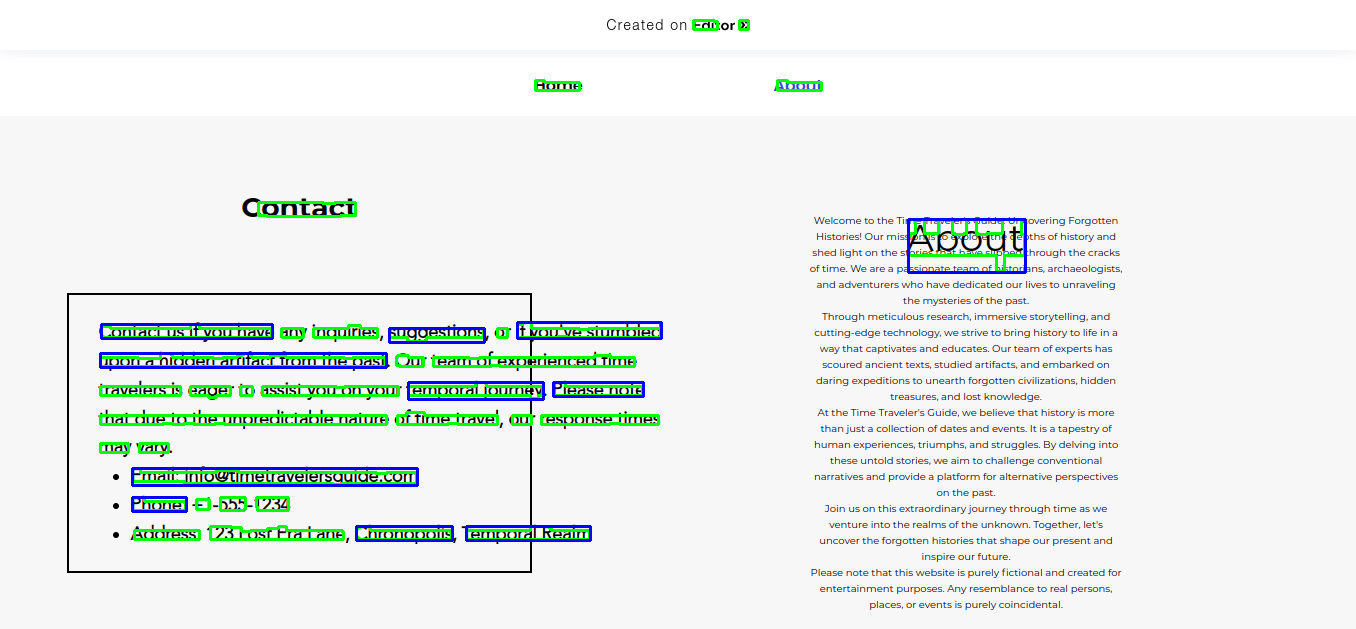 Created on Editor X
Home
About
Contact
Contact us if you have any inquiries, suggestions, or if you've stumbled
upon a hidden artifact from the past. Our team of experienced time
travelers is eager to assist you on your temporal journey. Please note
that due to the unpredictable nature of time travel, our response times
may vary.
Email: info@timetravelersguide.com
Phone: +1-555-1234
Address: 123 Lost Era Lane, Chronopolis, Temporal Realm
About
Welcome to the Time Traveler's Guide: Uncovering Forgotten
Histories! Our mission is to explore the depths of history and
shed light on the stories that have slipped through the cracks
of time. We are a passionate team of historians, archaeologists,
and adventurers who have dedicated our lives to unraveling
the mysteries of the past.
Through meticulous research, immersive storytelling, and
cutting-edge technology, we strive to bring history to life in a
way that captivates and educates. Our team of experts has
scoured ancient texts, studied artifacts, and embarked on
daring expeditions to unearth forgotten civilizations, hidden
treasures, and lost knowledge.
At the Time Traveler's Guide, we believe that history is more
than just a collection of dates and events. It is a tapestry of
human experiences, triumphs, and struggles. By delving into
these untold stories, we aim to challenge conventional
narratives and provide a platform for alternative perspectives
on the past.
Join us on this extraordinary journey through time as we
venture into the realms of the unknown. Together, let's
uncover the forgotten histories that shape our present and
inspire our future.
Please note that this website is purely fictional and created for
entertainment purposes. Any resemblance to real persons,
places, or events is purely coincidental.